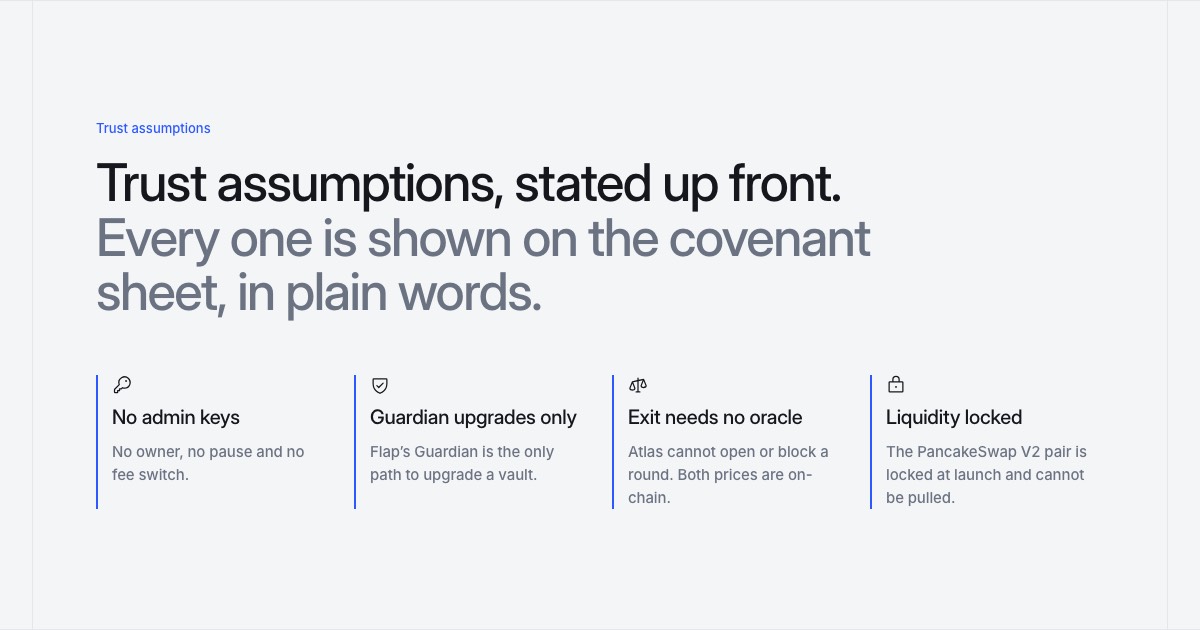 Trust assumptions
Trust assumptions, stated up front.
Every one is shown on the covenant
sheet, in plain words.
No admin keys
No owner, no pause and no
fee switch.
Guardian upgrades only
Flap’s Guardian is the only
path to upgrade a vault.
Exit needs no oracle
Atlas cannot open or block a
round. Both prices are on-
chain.
Liquidity locked
The PancakeSwap V2 pair is
locked at launch and cannot
be pulled.